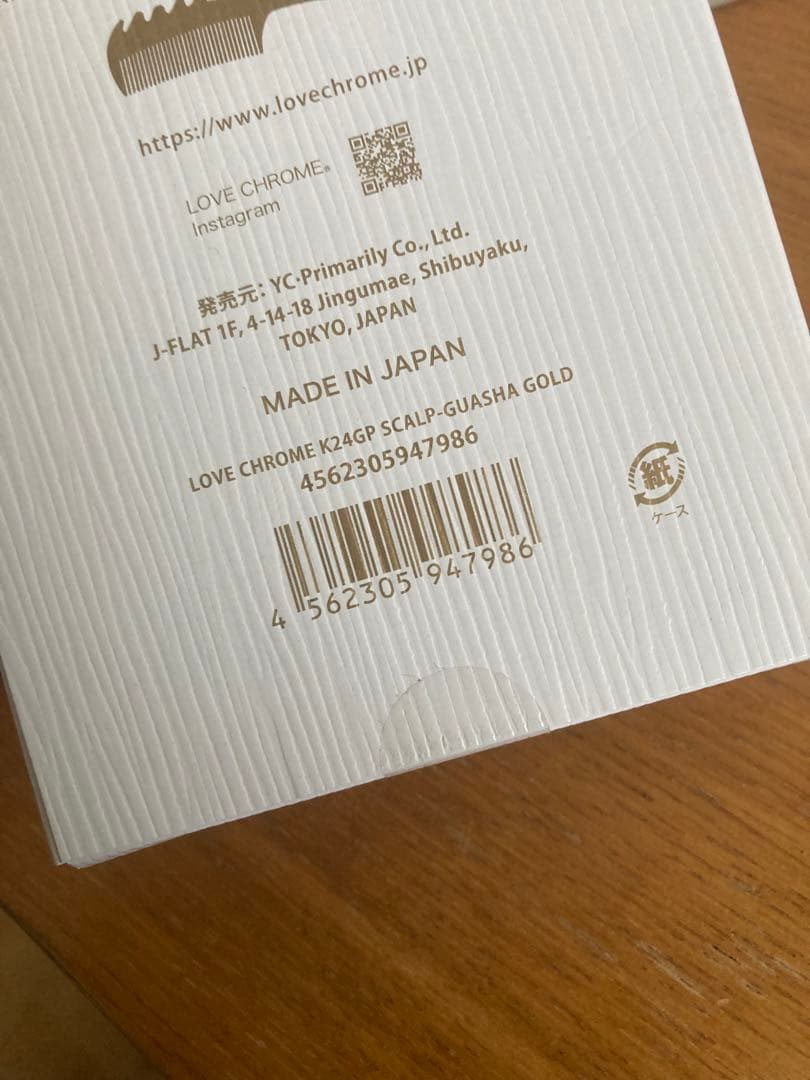 https://www.lovechrome.jp
LOVE CHROME®
Instagram
発売元: YC・Primarily Co., Ltd.
J-FLAT 1F, 4-14-18 Jingumae, Shibuyaku,
TOKYO, JAPAN
MADE IN JAPAN
LOVE CHROME K24GP SCALP-GUASHA GOLD
4562305947986
4 562305 947986
紙
ケース